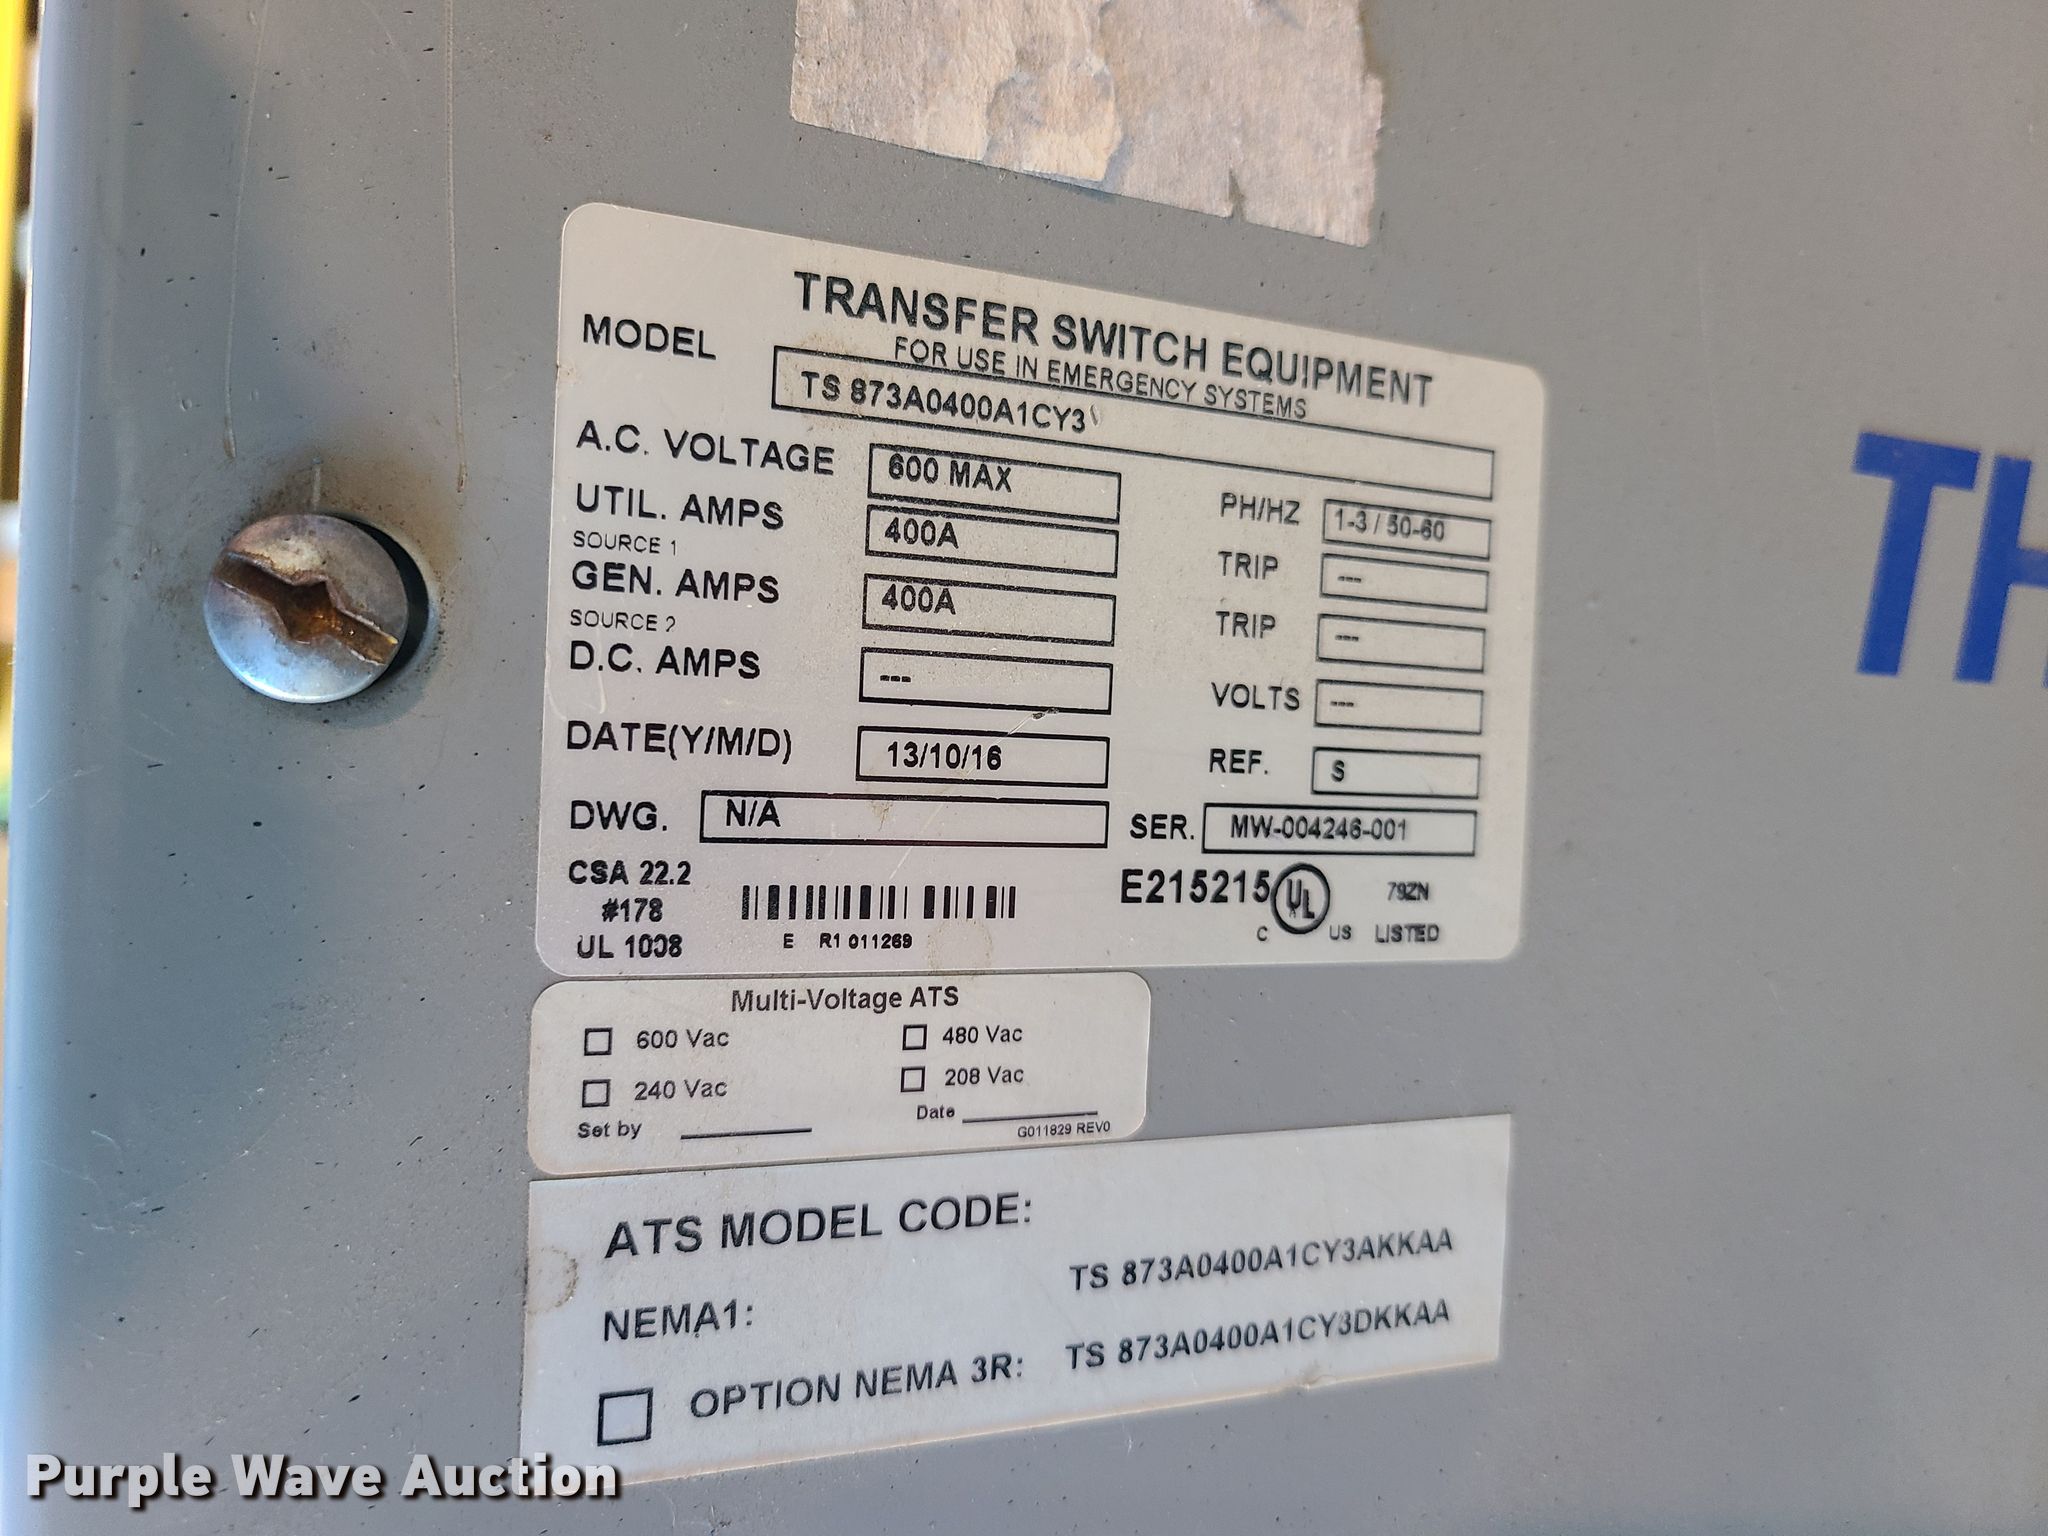 TRANSFER SWITCH EQUIPMENT
FOR USE IN EMERGENCY SYSTEMS
MODEL TS 873A0400A1CY3
A.C. VOLTAGE 600 MAX PH/HZ 1-3 / 50-60
UTIL. AMPS 400A TRIP ---
SOURCE 1
GEN. AMPS 400A TRIP ---
SOURCE 2
D.C. AMPS --- VOLTS ---
DATE(Y/M/D) 13/10/16 REF. S
DWG. N/A SER. MW-004246-001
CSA 22.2
#178
UL 1008
E R1 011269
E215215 C UL US 79ZN LISTED
Multi-Voltage ATS
600 Vac 480 Vac
240 Vac 208 Vac
Set by Date
G011829 REV0
ATS MODEL CODE:
NEMA1: TS 873A0400A1CY3AKKAA
OPTION NEMA 3R: TS 873A0400A1CY3DKKAA
TH
Purple Wave Auction